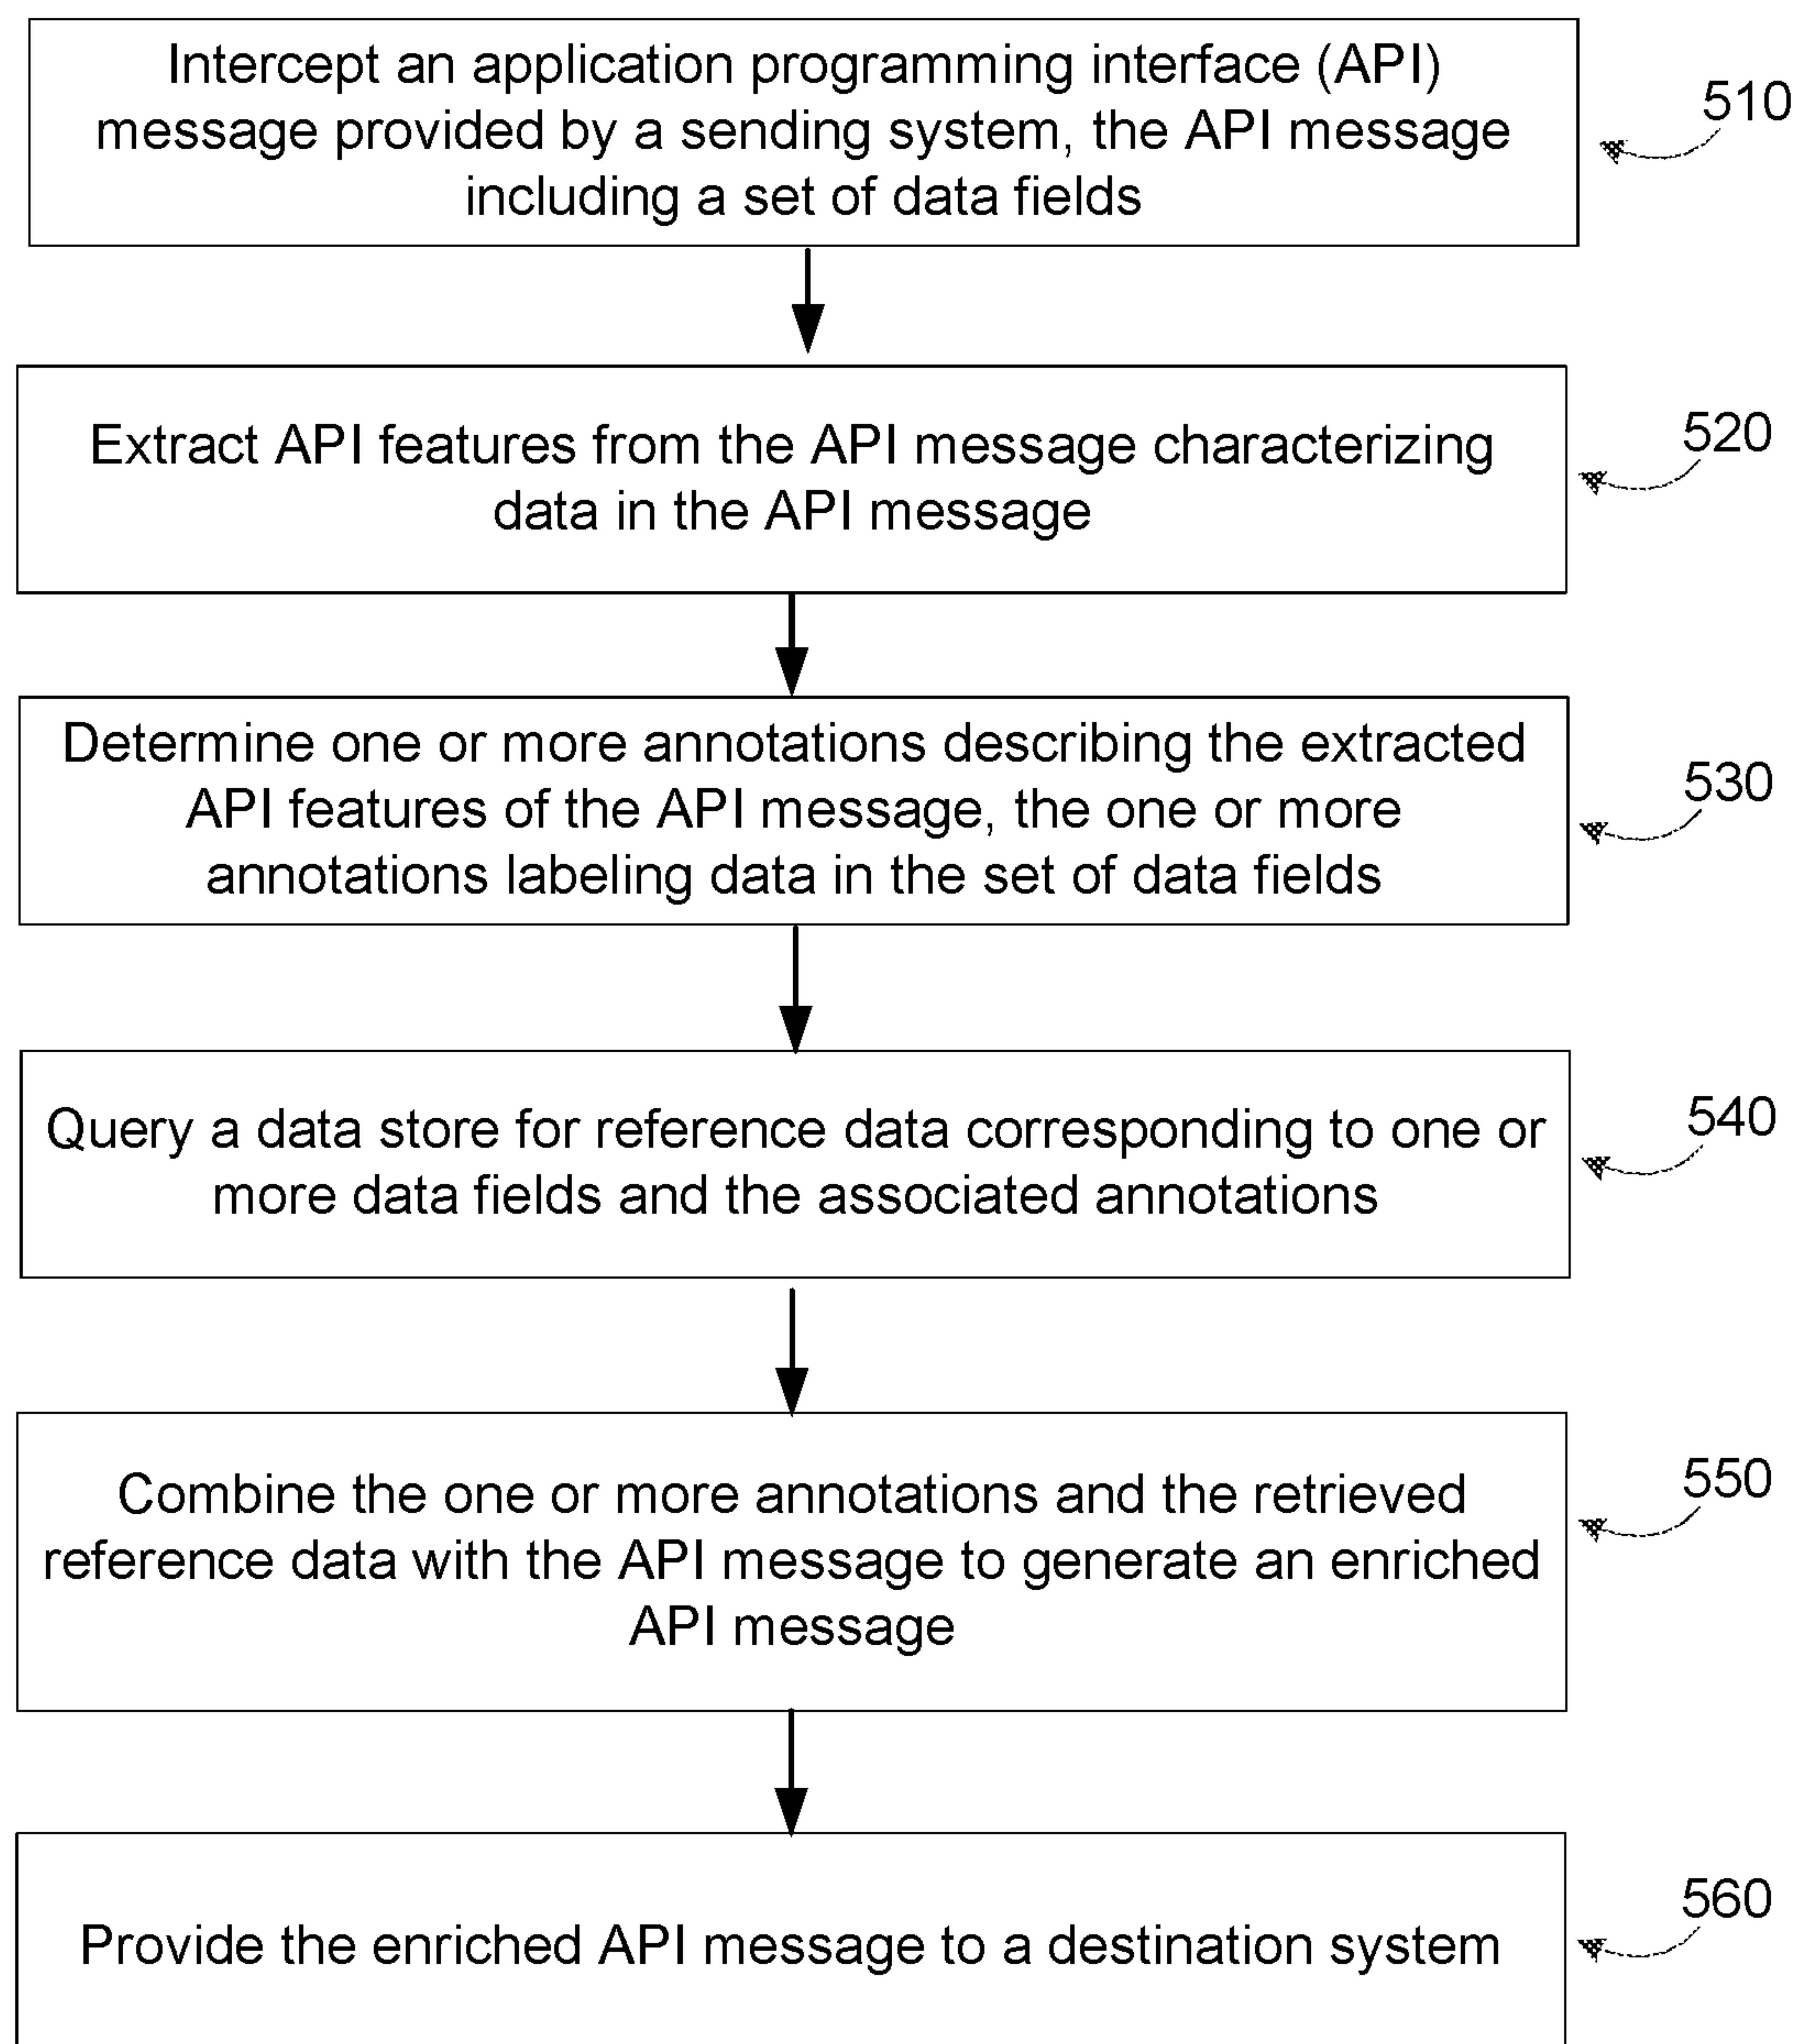 Intercept an application programming interface (API)
message provided by a sending system, the API message
including a set of data fields
510
Extract API features from the API message characterizing
data in the API message
520
Determine one or more annotations describing the extracted
API features of the API message, the one or more
annotations labeling data in the set of data fields
530
Query a data store for reference data corresponding to one or
more data fields and the associated annotations
540
Combine the one or more annotations and the retrieved
reference data with the API message to generate an enriched
API message
550
Provide the enriched API message to a destination system
560